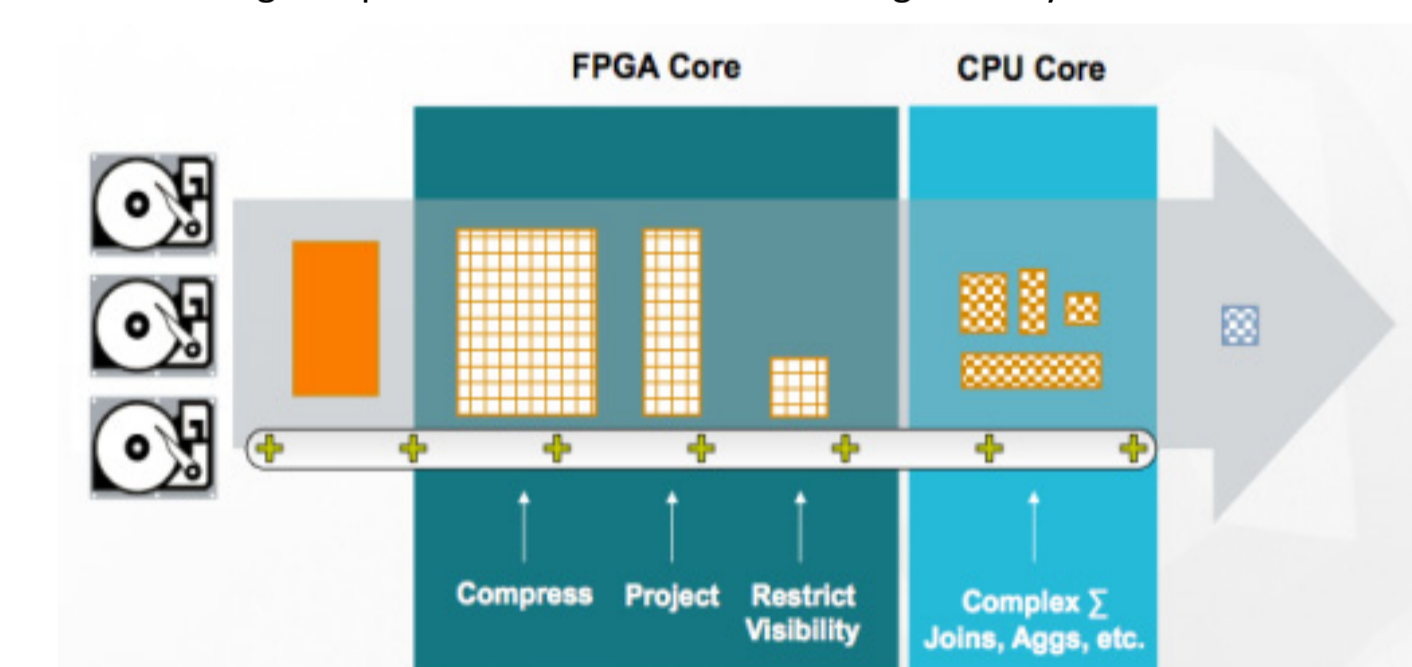 FPGA Core
CPU Core
Compress
Project
Restrict
Visibility
Complex ∑
Joins, Aggs, etc.